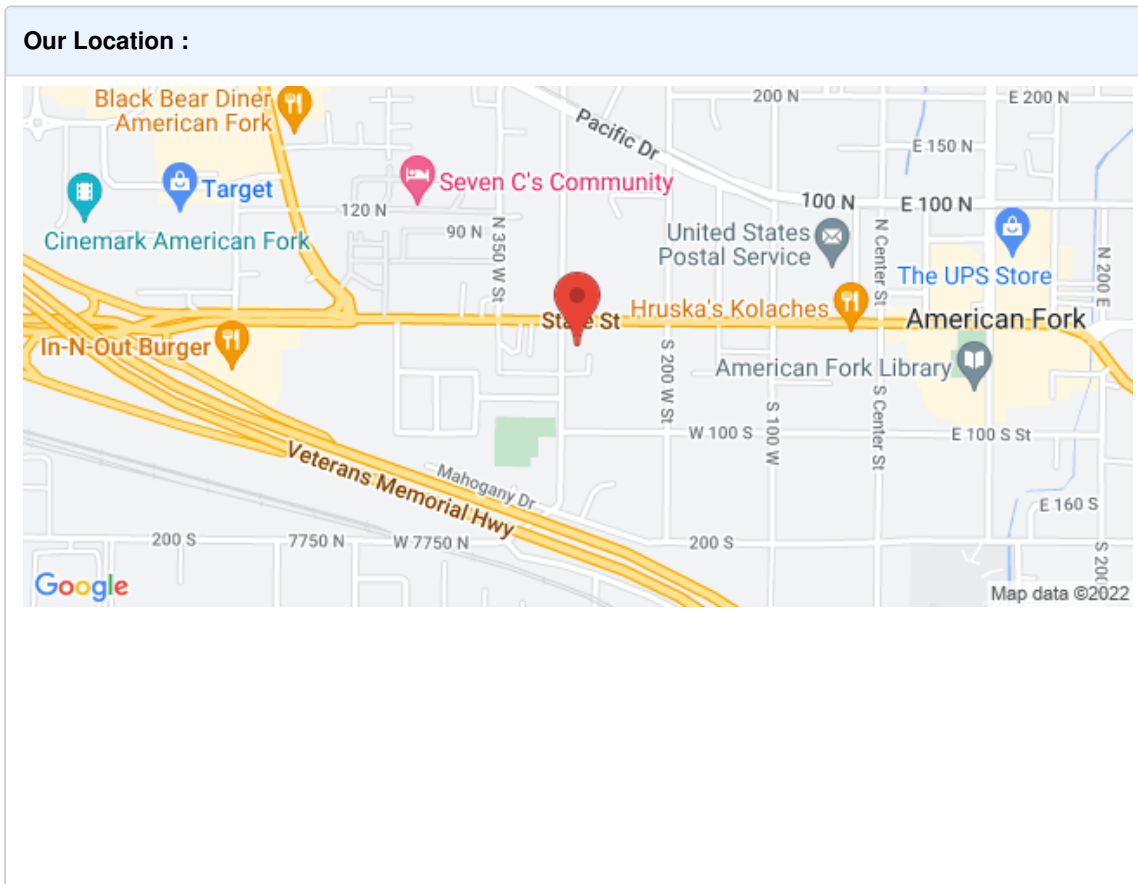 Our Location :
Black Bear Diner
American Fork
200 N
E 200 N
Pacific Dr
E 150 N
Target
Seven C's Community
120 N
100 N
E 100 N
Cinemark American Fork
90 N
N 350 W St
United States
Postal Service
N Center St
The UPS Store
N 200 E
Hruska's Kolaches
State St
American Fork
In-N-Out Burger
American Fork Library
S 200 W St
S 100 W
S Center St
W 100 S
E 100 S St
Veterans Memorial Hwy
Mahogany Dr
E 160 S
200 S
7750 N
W 7750 N
200 S
S 200
Google
Map data ©2022